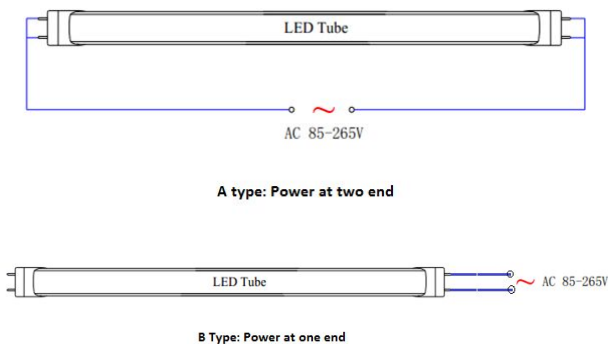 LED Tube
AC 85-265V
A type: Power at two end
LED Tube
AC 85-265V
B Type: Power at one end